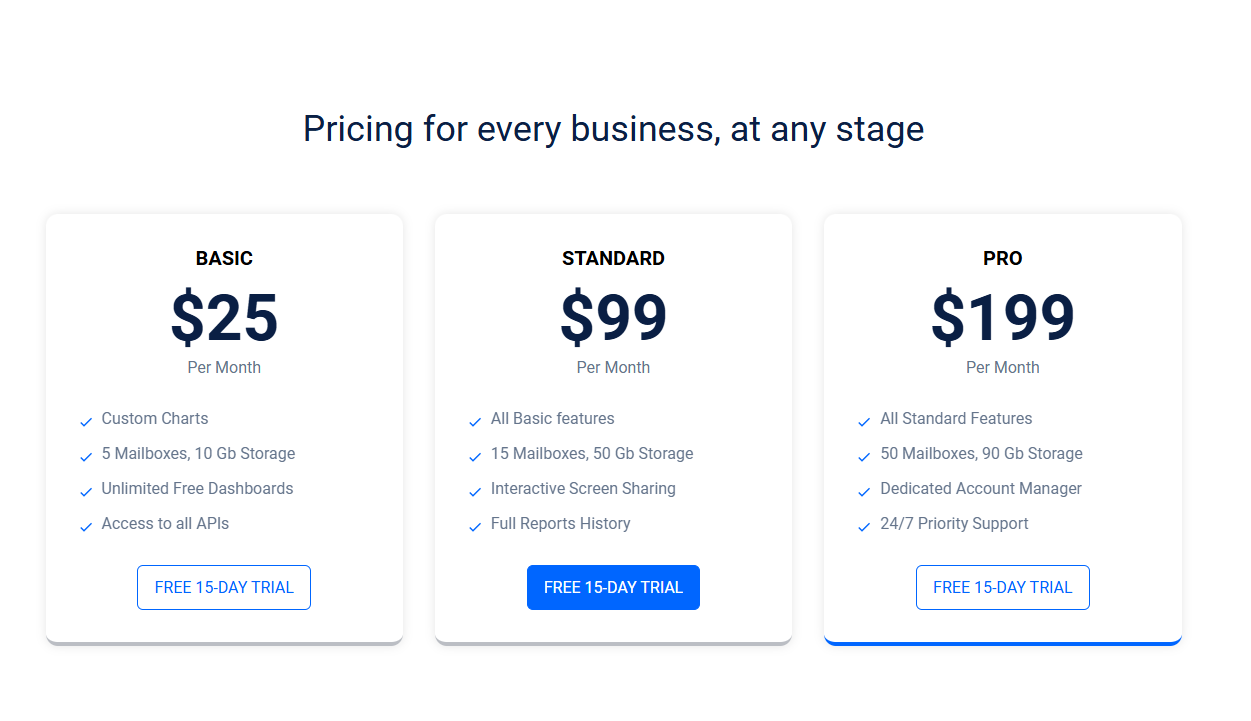 Pricing for every business, at any stage
BASIC
$25
Per Month
Custom Charts
5 Mailboxes, 10 Gb Storage
Unlimited Free Dashboards
Access to all APIs
FREE 15-DAY TRIAL
STANDARD
$99
Per Month
All Basic features
15 Mailboxes, 50 Gb Storage
Interactive Screen Sharing
Full Reports History
FREE 15-DAY TRIAL
PRO
$199
Per Month
All Standard Features
50 Mailboxes, 90 Gb Storage
Dedicated Account Manager
24/7 Priority Support
FREE 15-DAY TRIAL